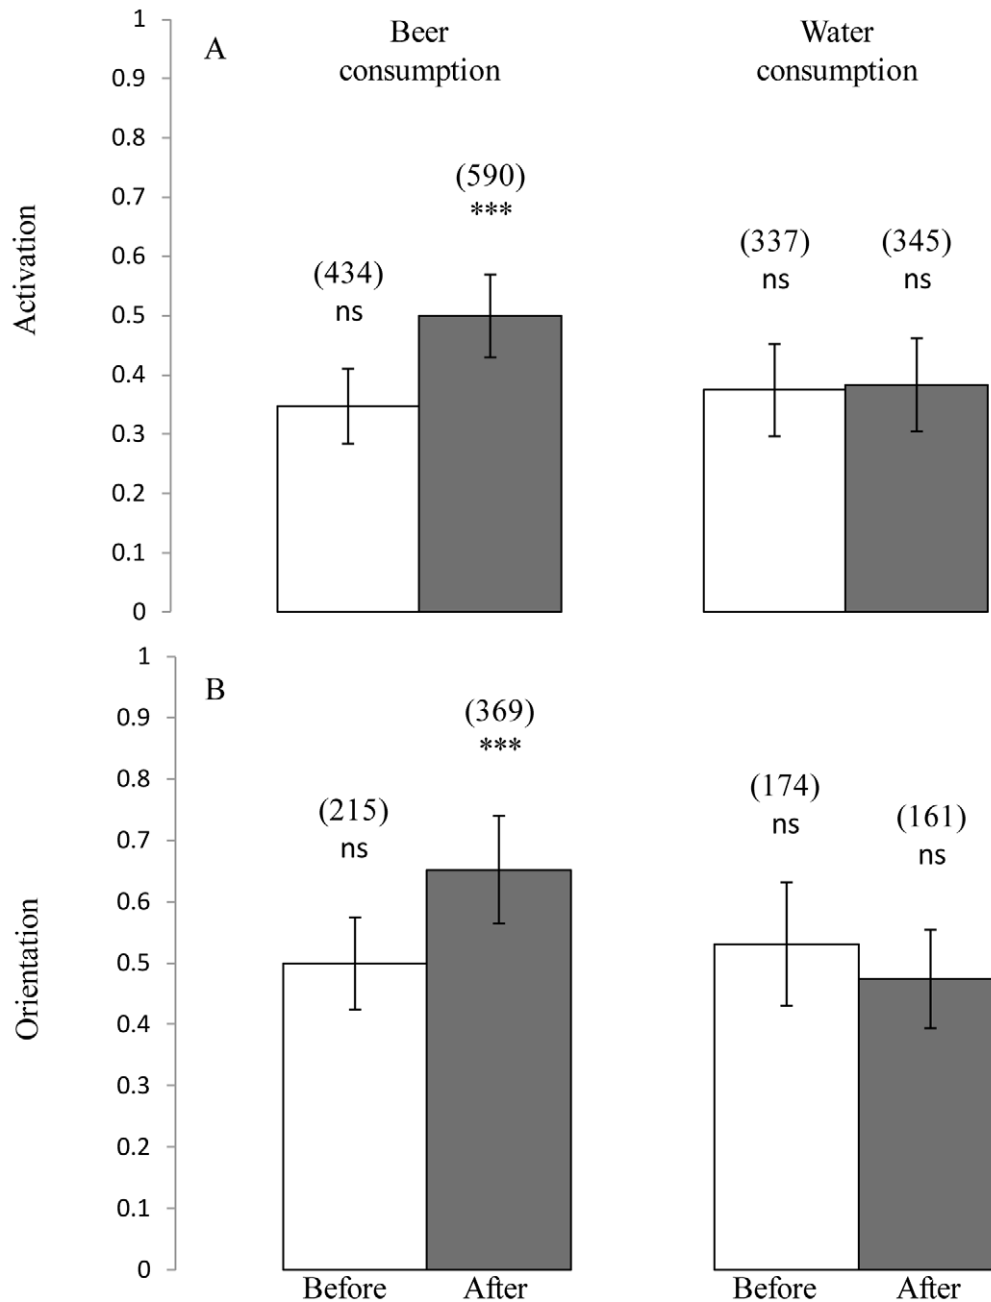 A
Beer
consumption
Water
consumption
Activation
1
0.9
0.8
0.7
0.6
0.5
0.4
0.3
0.2
0.1
0
(434)
ns
(590)
***
(337)
ns
(345)
ns
B
Orientation
1
0.9
0.8
0.7
0.6
0.5
0.4
0.3
0.2
0.1
0
(215)
ns
(369)
***
(174)
ns
(161)
ns
Before
After
Before
After